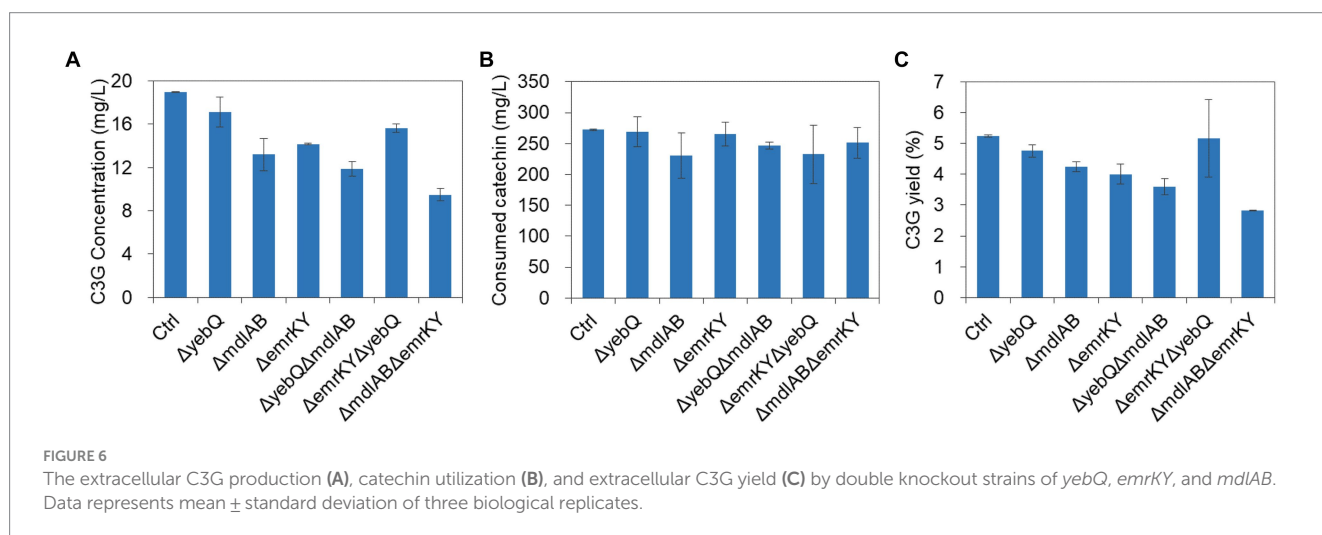 A
C3G Concentration (mg/L)
20
16
12
8
4
0
Ctrl
ΔyebQ
ΔmdlAB
ΔemrKY
ΔyebQΔmdlAB
ΔemrKYΔyebQ
ΔmdlABΔemrKY
B
Consumed catechin (mg/L)
350
300
250
200
150
100
50
0
Ctrl
ΔyebQ
ΔmdlAB
ΔemrKY
ΔyebQΔmdlAB
ΔemrKYΔyebQ
ΔmdlABΔemrKY
C
C3G yield (%)
7
6
5
4
3
2
1
0
Ctrl
ΔyebQ
ΔmdlAB
ΔemrKY
ΔyebQΔmdlAB
ΔemrKYΔyebQ
ΔmdlABΔemrKY
FIGURE 6
The extracellular C3G production (A), catechin utilization (B), and extracellular C3G yield (C) by double knockout strains of yebQ, emrKY, and mdlAB.
Data represents mean ± standard deviation of three biological replicates.